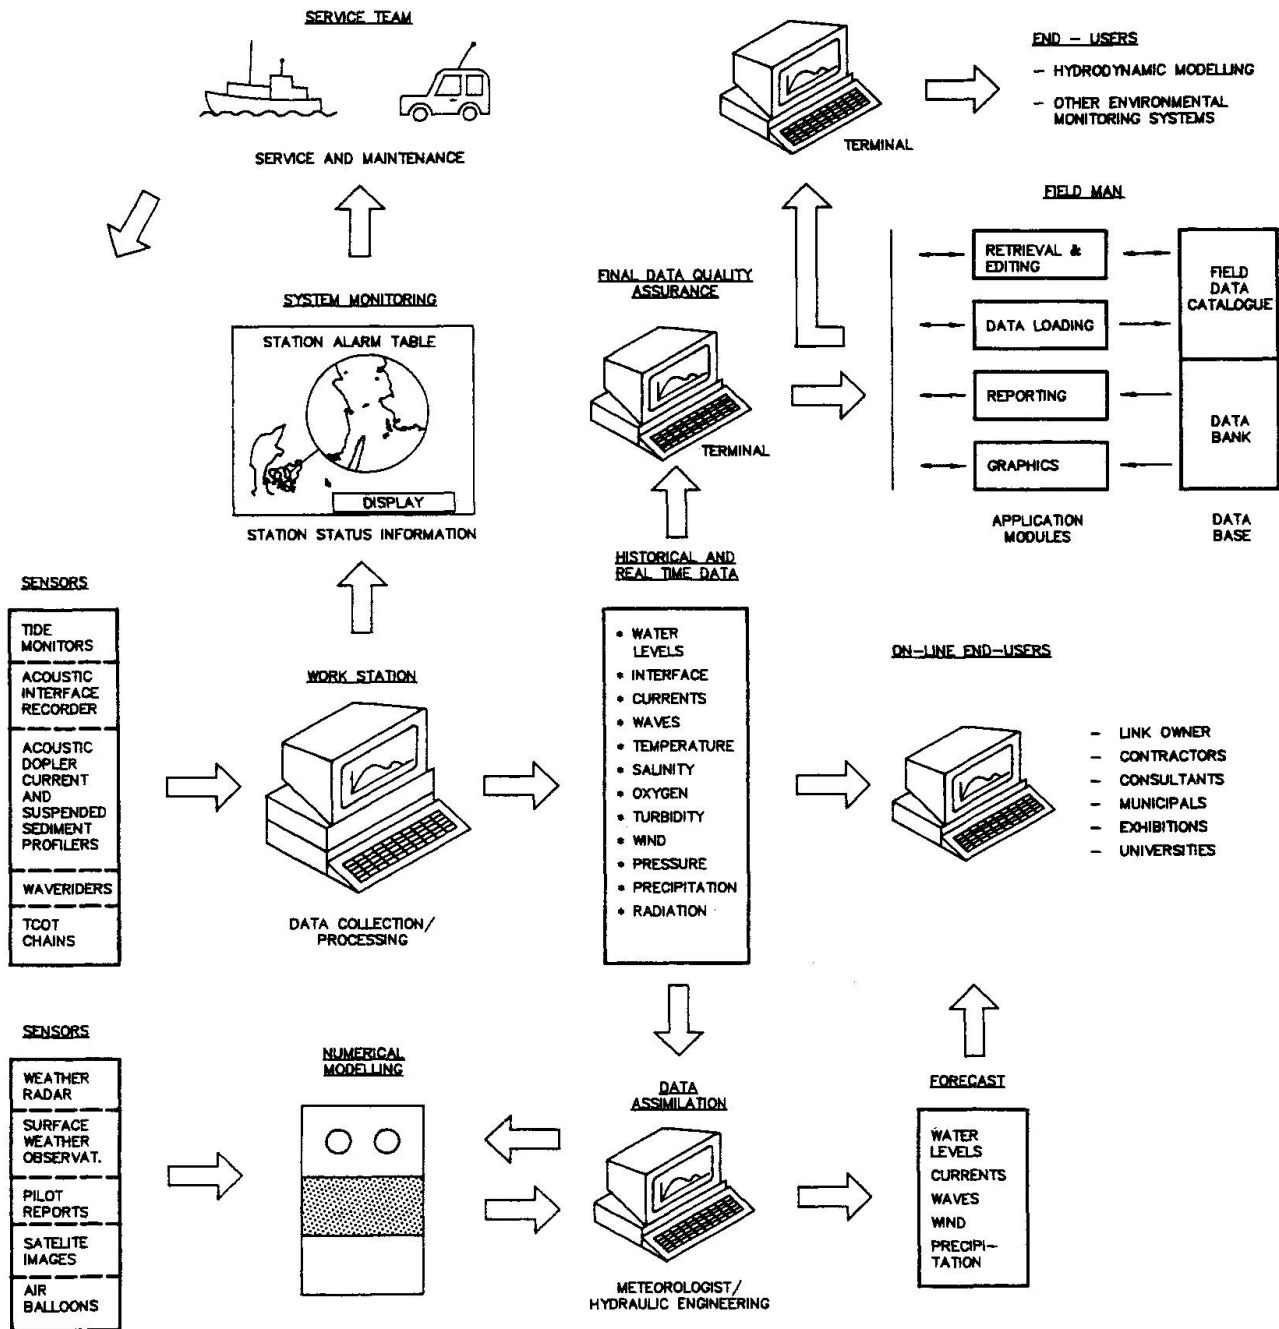 SERVICE TEAM
SERVICE AND MAINTENANCE
TERMINAL
END - USERS
- HYDRODYNAMIC MODELLING
- OTHER ENVIRONMENTAL
MONITORING SYSTEMS
SYSTEM MONITORING
STATION ALARM TABLE
DISPLAY
STATION STATUS INFORMATION
FINAL DATA QUALITY
ASSURANCE
TERMINAL
FIELD MAN
RETRIEVAL &
EDITING
DATA LOADING
REPORTING
GRAPHICS
APPLICATION
MODULES
FIELD
DATA
CATALOGUE
DATA
BANK
DATA
BASE
SENSORS
TIDE
MONITORS
ACOUSTIC
INTERFACE
RECORDER
ACOUSTIC
DOPLER
CURRENT
AND
SUSPENDED
SEDIMENT
PROFILERS
WAVERIDERS
TCOT
CHAINS
WORK STATION
DATA COLLECTION/
PROCESSING
HISTORICAL AND
REAL TIME DATA
* WATER
LEVELS
* INTERFACE
* CURRENTS
* WAVES
* TEMPERATURE
* SALINITY
* OXYGEN
* TURBIDITY
* WIND
* PRESSURE
* PRECIPITATION
* RADIATION
ON-LINE END-USERS
- LINK OWNER
- CONTRACTORS
- CONSULTANTS
- MUNICIPALS
- EXHIBITIONS
- UNIVERSITIES
SENSORS
WEATHER
RADAR
SURFACE
WEATHER
OBSERVAT.
PILOT
REPORTS
SATELITE
IMAGES
AIR
BALLOONS
NUMERICAL
MODELLING
DATA
ASSIMILATION
METEOROLOGIST/
HYDRAULIC ENGINEERING
FORECAST
WATER
LEVELS
CURRENTS
WAVES
WIND
PRECIPI-
TATION